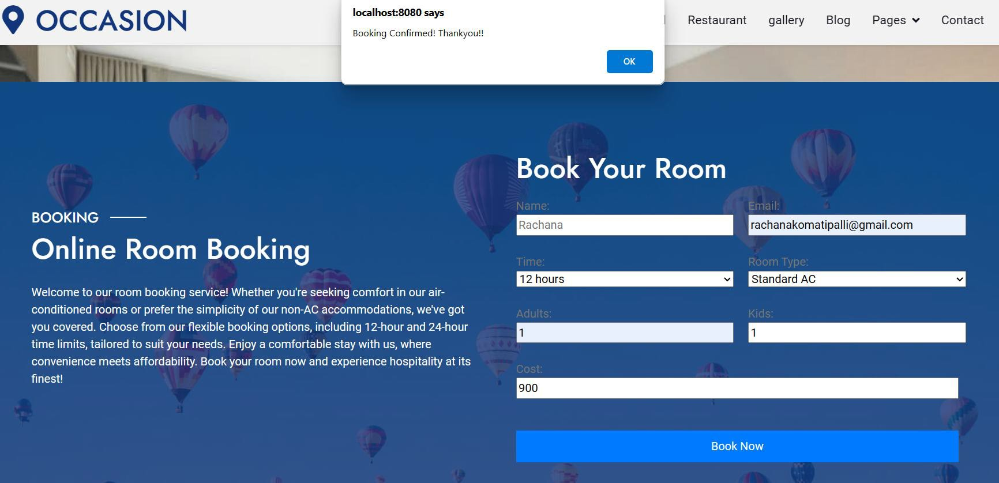 OCCASION
localhost:8080 says
Booking Confirmed! Thankyou!!
OK
Restaurant gallery Blog Pages Contact
BOOKING
Online Room Booking
Welcome to our room booking service! Whether you're seeking comfort in our air-
conditioned rooms or prefer the simplicity of our non-AC accommodations, we've got
you covered. Choose from our flexible booking options, including 12-hour and 24-hour
time limits, tailored to suit your needs. Enjoy a comfortable stay with us, where
convenience meets affordability. Book your room now and experience hospitality at its
finest!
Book Your Room
Name: Email:
Rachana rachanakomatipalli@gmail.com
Time: Room Type:
12 hours Standard AC
Adults: Kids:
1 1
Cost:
900
Book Now